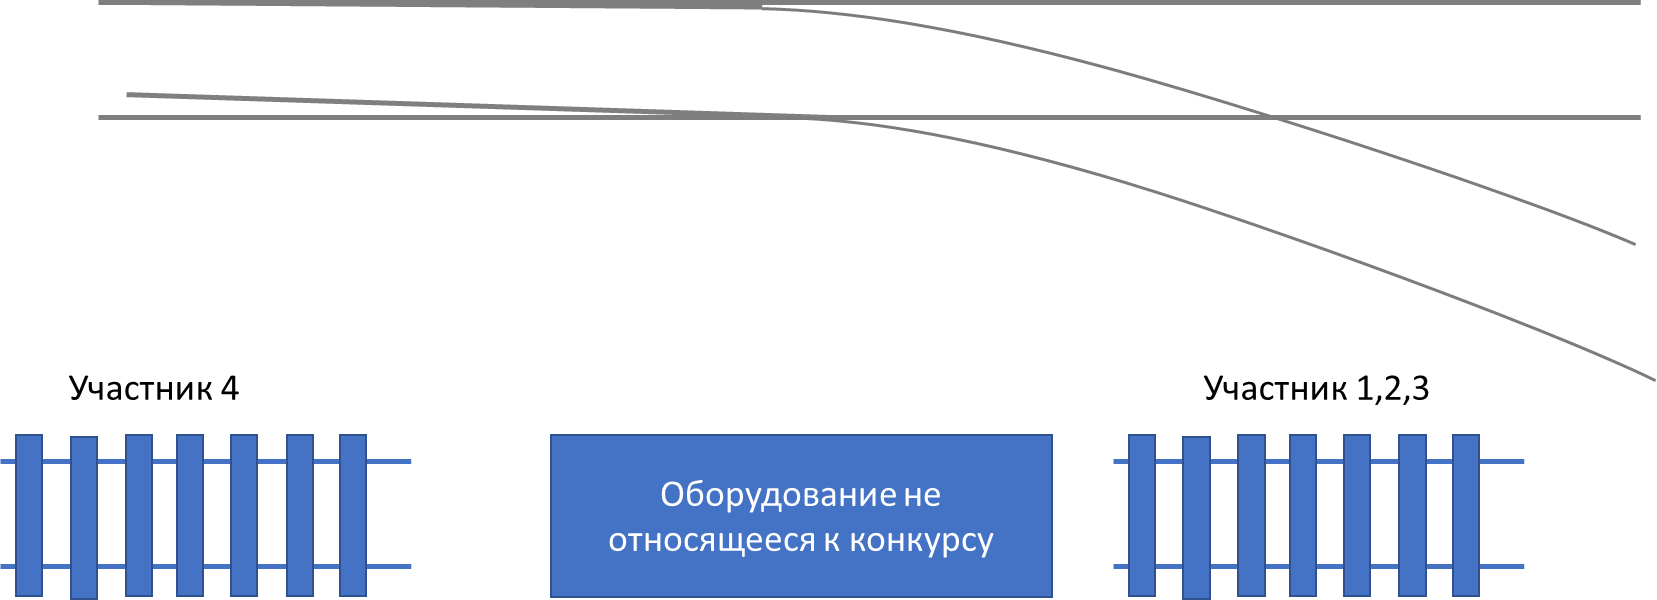 Участник 4
Участник 1,2,3
Оборудование не
относящееся к конкурсу